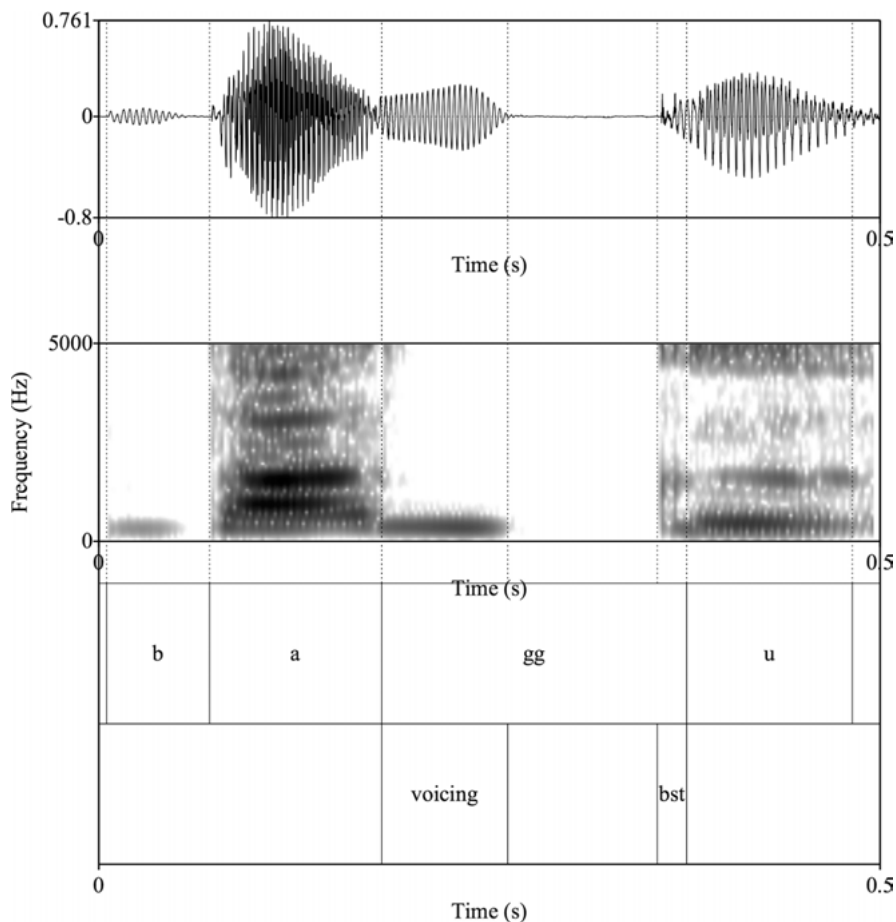 0.761
0
-0.8
0 0.5
Time (s)
5000
Frequency (Hz)
0
0 0.5
Time (s)
b a gg u
voicing bst
0 0.5
Time (s)